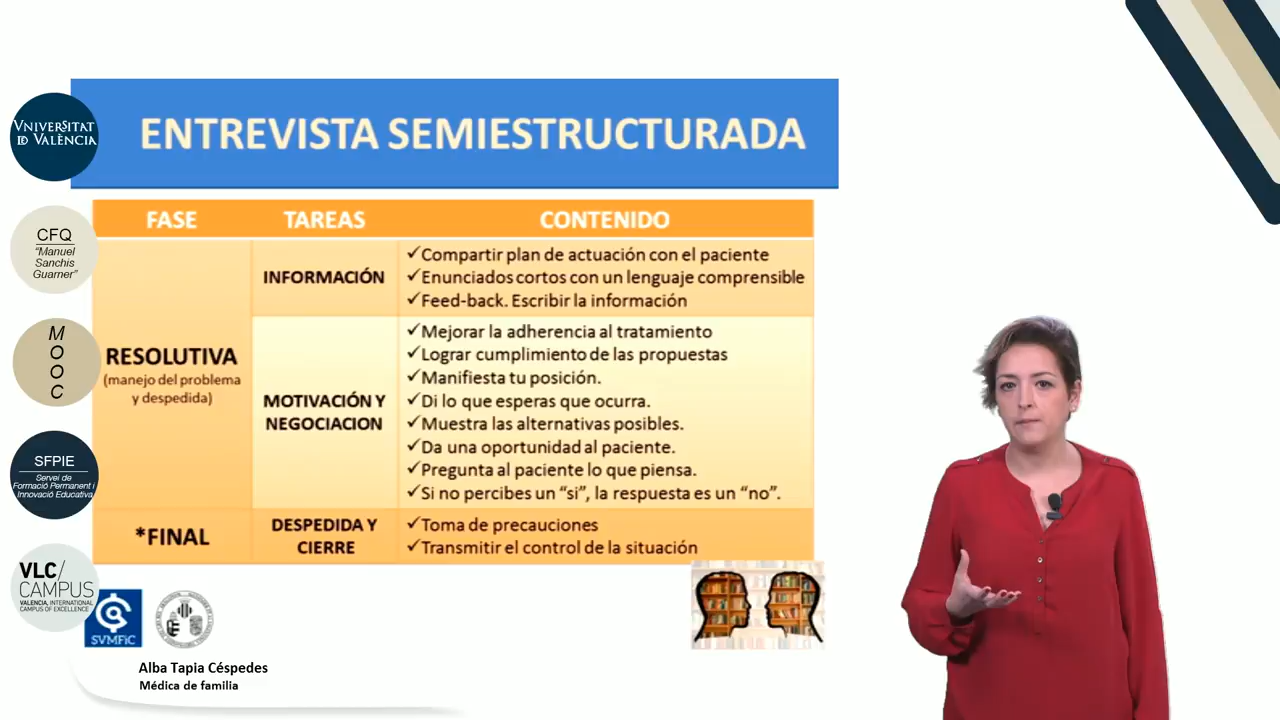 ENTREVISTA SEMIESTRUCTURADA
VNIVERSITAT
ID VALÈNCIA
CFQ
“Manuel
Sanchis
Guarner”
M
O
O
C
SFPIE
Servei de
Formació Permanent i
Innovació Educativa
VLC/
CAMPUS
VALENCIA, INTERNATIONAL
CAMPUS OF EXCELLENCE
FASE TAREAS CONTENIDO
RESOLUTIVA
(manejo del problema
y despedida)
INFORMACIÓN
✓Compartir plan de actuación con el paciente
✓Enunciados cortos con un lenguaje comprensible
✓Feed-back. Escribir la información
MOTIVACIÓN Y
NEGOCIACION
✓Mejorar la adherencia al tratamiento
✓Lograr cumplimiento de las propuestas
✓Manifiesta tu posición.
✓Di lo que esperas que ocurra.
✓Muestra las alternativas posibles.
✓Da una oportunidad al paciente.
✓Pregunta al paciente lo que piensa.
✓Si no percibes un “si”, la respuesta es un “no”.
*FINAL
DESPEDIDA Y
CIERRE
✓Toma de precauciones
✓Transmitir el control de la situación
SVMFiC
Alba Tapia Céspedes
Médica de familia